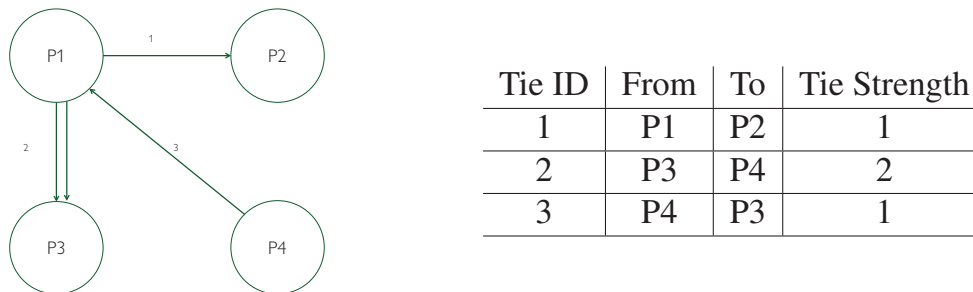 1
P1 P2
2 3
P3 P4
Tie ID From To Tie Strength
1 P1 P2 1
2 P3 P4 2
3 P4 P3 1